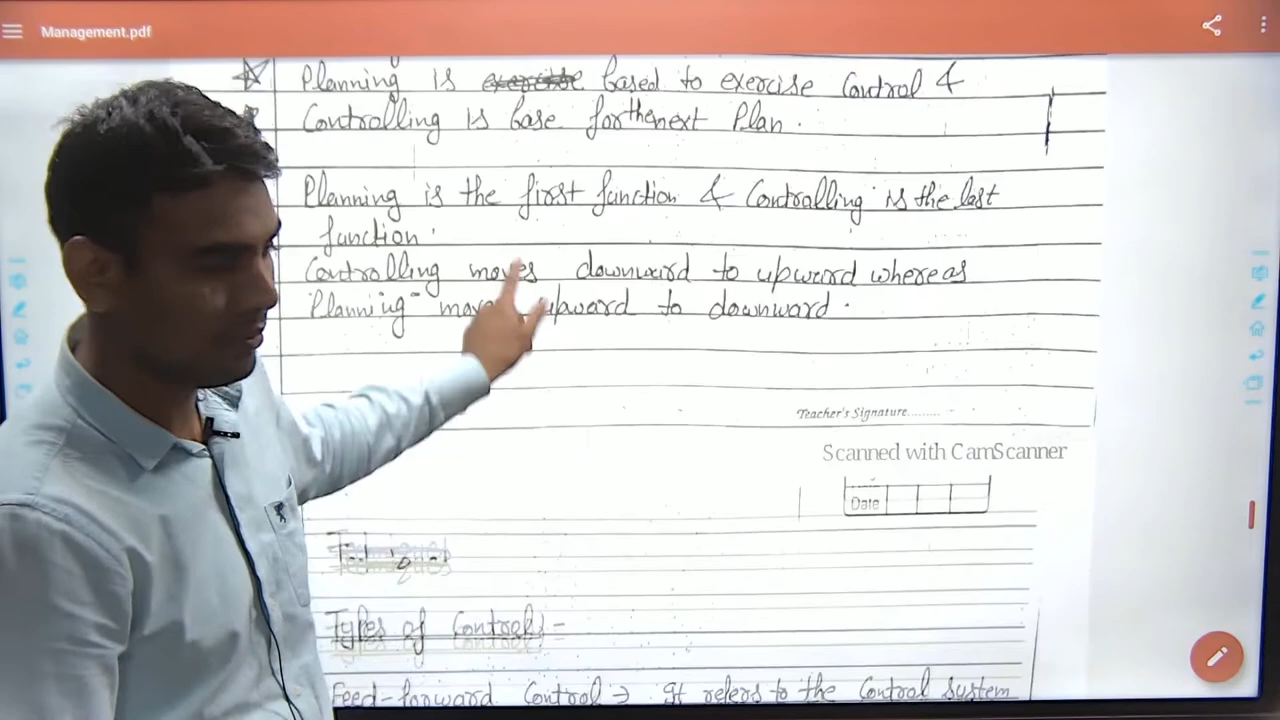 Management.pdf
Planning is exercise based to exercise Control &
Controlling is base forthenext Plan.
Planning is the first function & Controlling is the last
function.
Controlling moves downward to upward whereas
Planning upward to downward.
Teacher's Signature.........
Scanned with CamScanner
Date
Types of Controls -
Feed-forward Control → It refers to the Control system